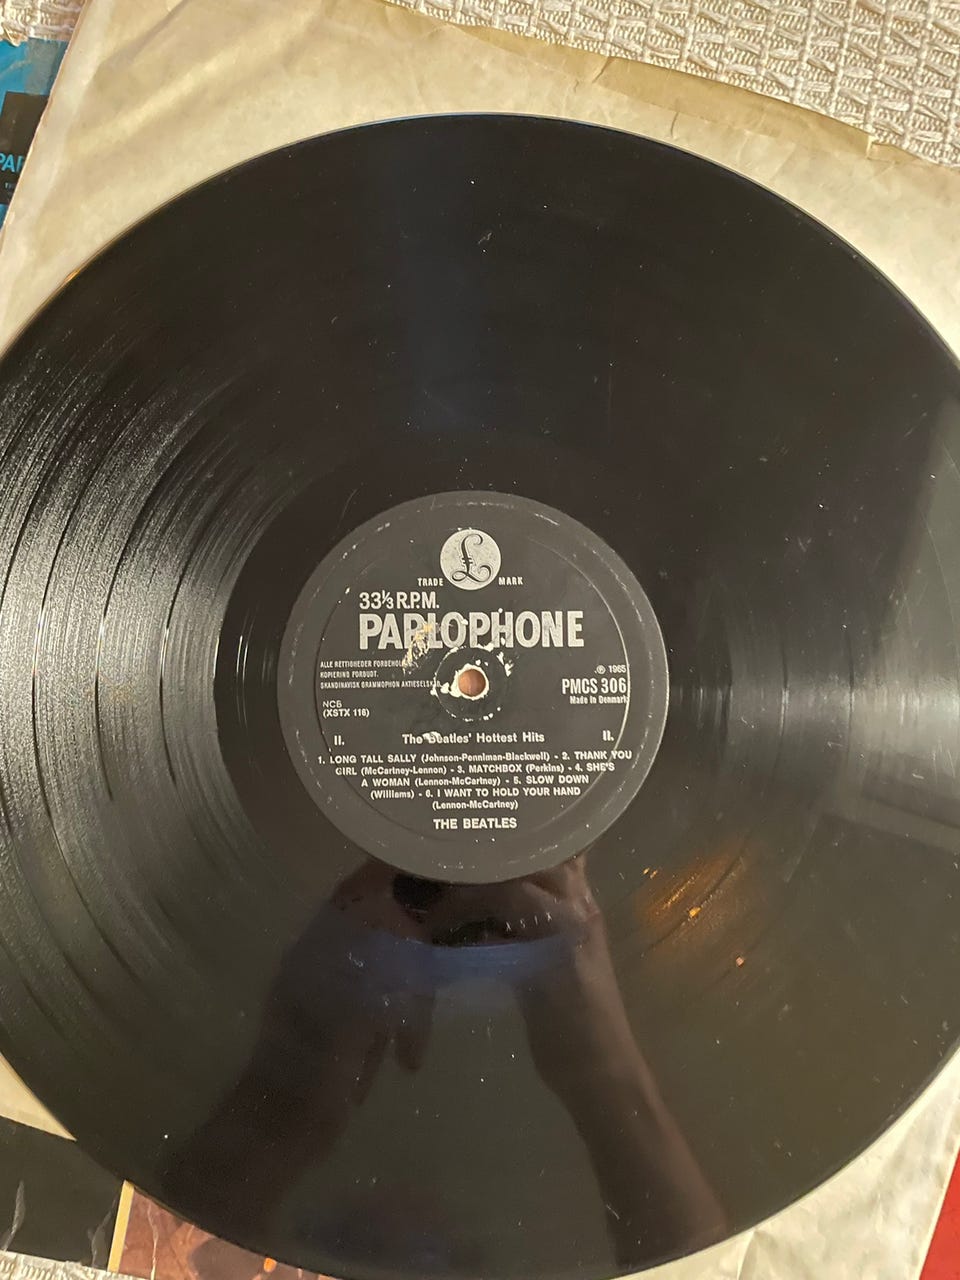 PAR
£
TRADE MARK
33⅓ R.P.M.
PARLOPHONE
ALLE RETTIGHEDER FORBEHOL
KOPIERING FORBUDT.
SKANDINAVISK GRAMMOPHON AKTIESELSKAB.
℗ 1965
PMCS 306
Made in Denmark
NCB
(XSTX 116)
II. The Beatles' Hottest Hits II.
1. LONG TALL SALLY (Johnson-Penniman-Blackwell) - 2. THANK YOU
GIRL (McCartney-Lennon) - 3. MATCHBOX (Perkins) - 4. SHE'S
A WOMAN (Lennon-McCartney) - 5. SLOW DOWN
(Williams) - 6. I WANT TO HOLD YOUR HAND
(Lennon-McCartney)
THE BEATLES